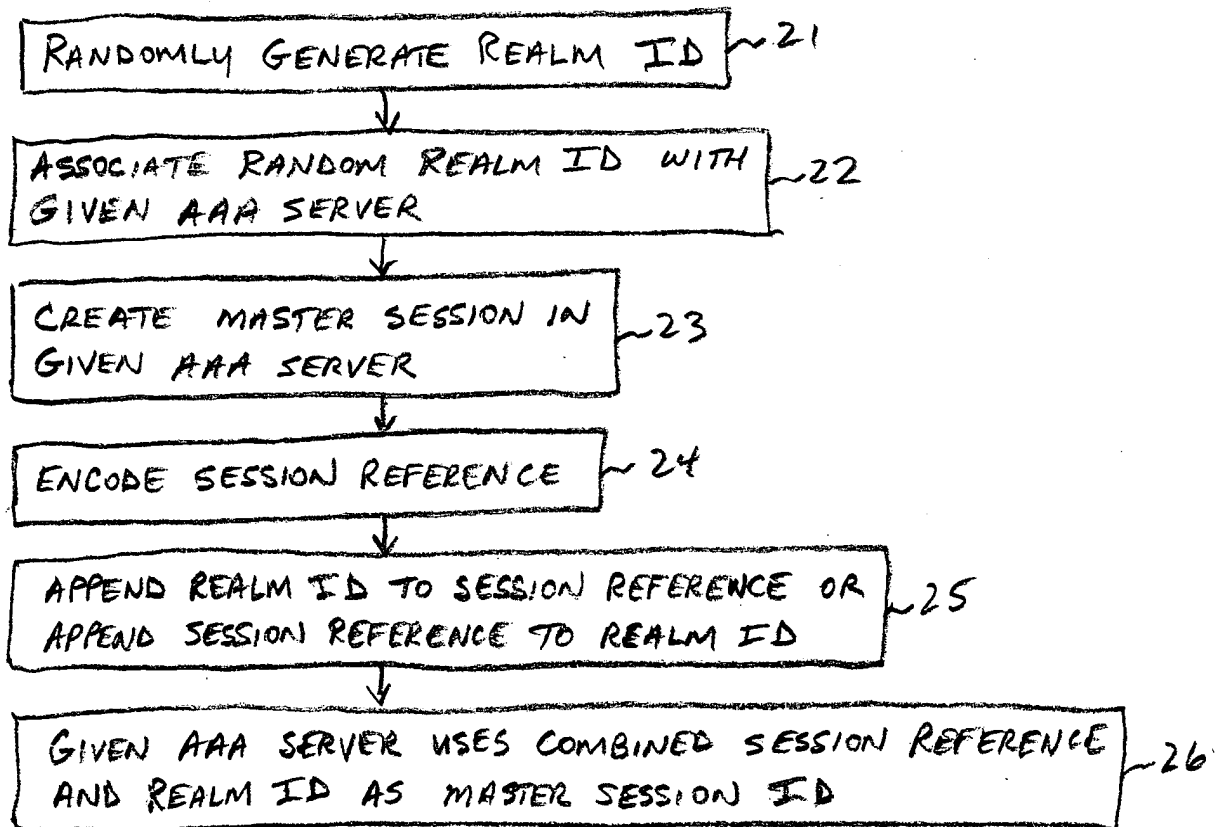 RANDOMLY GENERATE REALM ID 21
ASSOCIATE RANDOM REALM ID WITH
GIVEN AAA SERVER 22
CREATE MASTER SESSION IN
GIVEN AAA SERVER 23
ENCODE SESSION REFERENCE 24
APPEND REALM ID TO SESSION REFERENCE OR
APPEND SESSION REFERENCE TO REALM ID 25
GIVEN AAA SERVER USES COMBINED SESSION REFERENCE
AND REALM ID AS MASTER SESSION ID 26